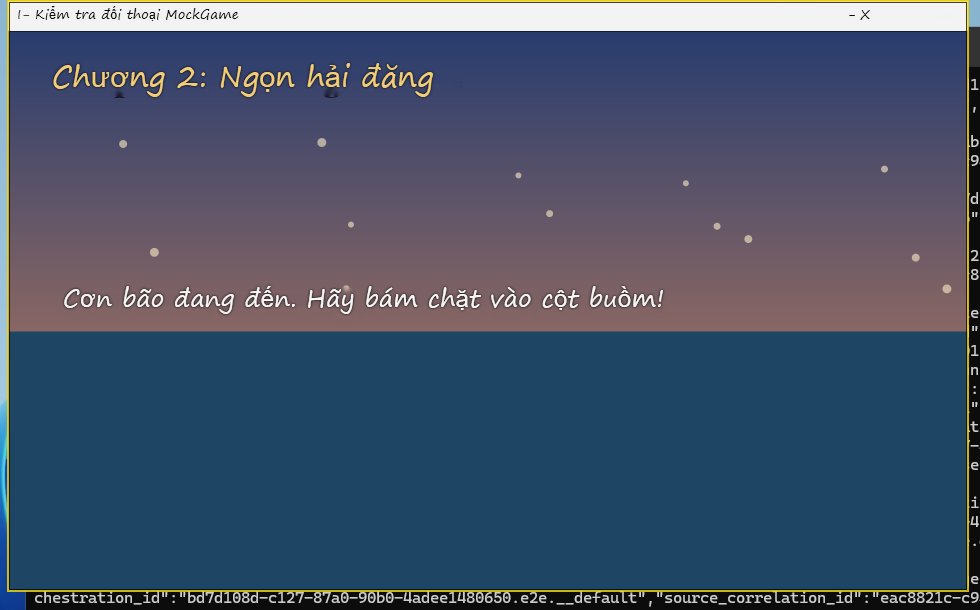 I- Kiểm tra đối thoại MockGame
- X
Chương 2: Ngọn hải đăng
Cơn bão đang đến. Hãy bám chặt vào cột buồm!
chestration_id":"bd7d108d-c127-87a0-90b0-4adee1480650.e2e.__default","source_correlation_id":"eac8821c-c9